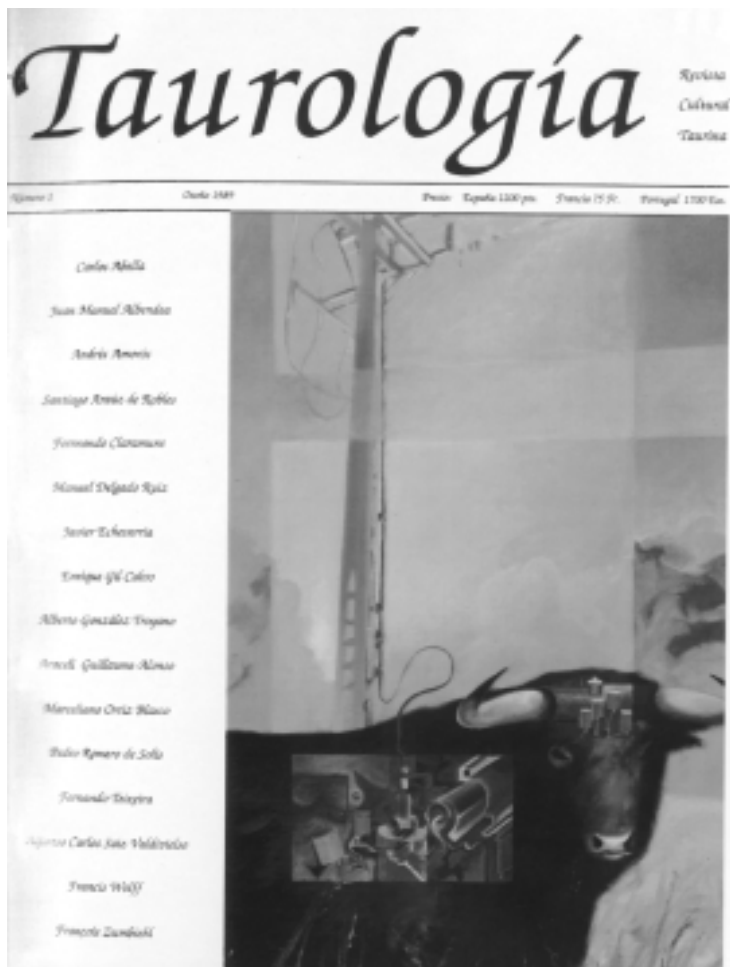 Taurología
Revista
Cultural
Taurina
Número 1
Otoño 1989
Precio: España 1200 pts. Francia 75 Fr. Portugal 1700 Esc.
Carlos Abella
Juan Manuel Albendea
Andrés Amorós
Santiago Araúz de Robles
Fernando Claramunt
Manuel Delgado Ruiz
Javier Echeverría
Enrique Gil Calvo
Alberto González Troyano
Araceli Guillaume-Alonso
Marceliano Ortiz Blasco
Pedro Romero de Solís
Fernando Teixeira
Carlos Saiz Valdivielso
Francis Wolff
François Zumbiehl